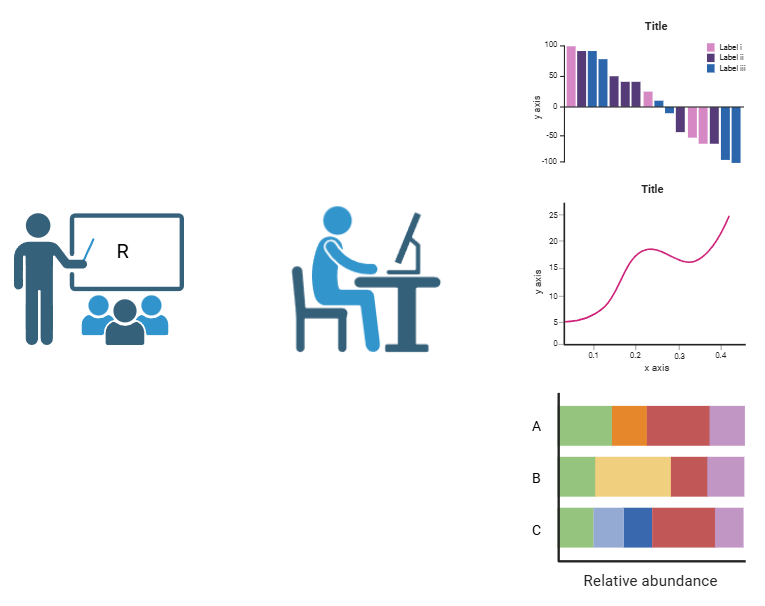 R
Title
100
50
0
-50
-100
y axis
Label i
Label ii
Label iii
Title
25
20
15
10
5
0
y axis
0.1 0.2 0.3 0.4
x axis
A
B
C
Relative abundance